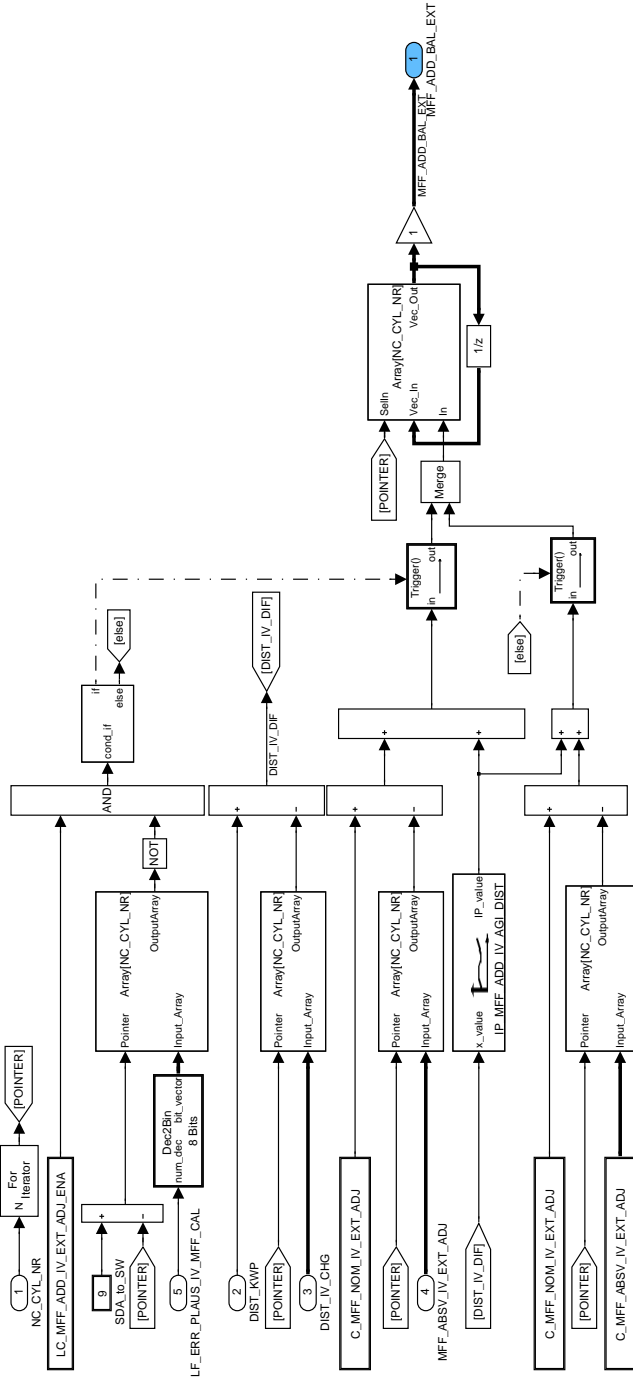 1
NC_CYL_NR
N
For
Iterator
[POINTER]
LC_MFF_ADD_IV_EXT_ADJ_ENA
9
SDA_to_SW
[POINTER]
+
−
5
LF_ERR_PLAUS_IV_MFF_CAL
Dec2Bin
num_dec bit_vector
8 Bits
Pointer
Array[NC_CYL_NR]
Input_Array
OutputArray
NOT
AND
cond_if
if
else
[else]
2
DIST_KWP
[POINTER]
3
DIST_IV_CHG
Pointer
Array[NC_CYL_NR]
Input_Array
OutputArray
+
−
DIST_IV_DIF
[DIST_IV_DIF]
C_MFF_NOM_IV_EXT_ADJ
[POINTER]
4
MFF_ABSV_IV_EXT_ADJ
Pointer
Array[NC_CYL_NR]
Input_Array
OutputArray
+
−
[DIST_IV_DIF]
x_value
IP_value
IP_MFF_ADD_IV_AGI_DIST
+
+
Trigger()
in
out
C_MFF_NOM_IV_EXT_ADJ
[POINTER]
C_MFF_ABSV_IV_EXT_ADJ
Pointer
Array[NC_CYL_NR]
Input_Array
OutputArray
+
−
+
+
[else]
Trigger()
in
out
Merge
[POINTER]
SelIn
Array[NC_CYL_NR]
Vec_In
Vec_Out
In
1/z
1
MFF_ADD_BAL_EXT
1
MFF_ADD_BAL_EXT